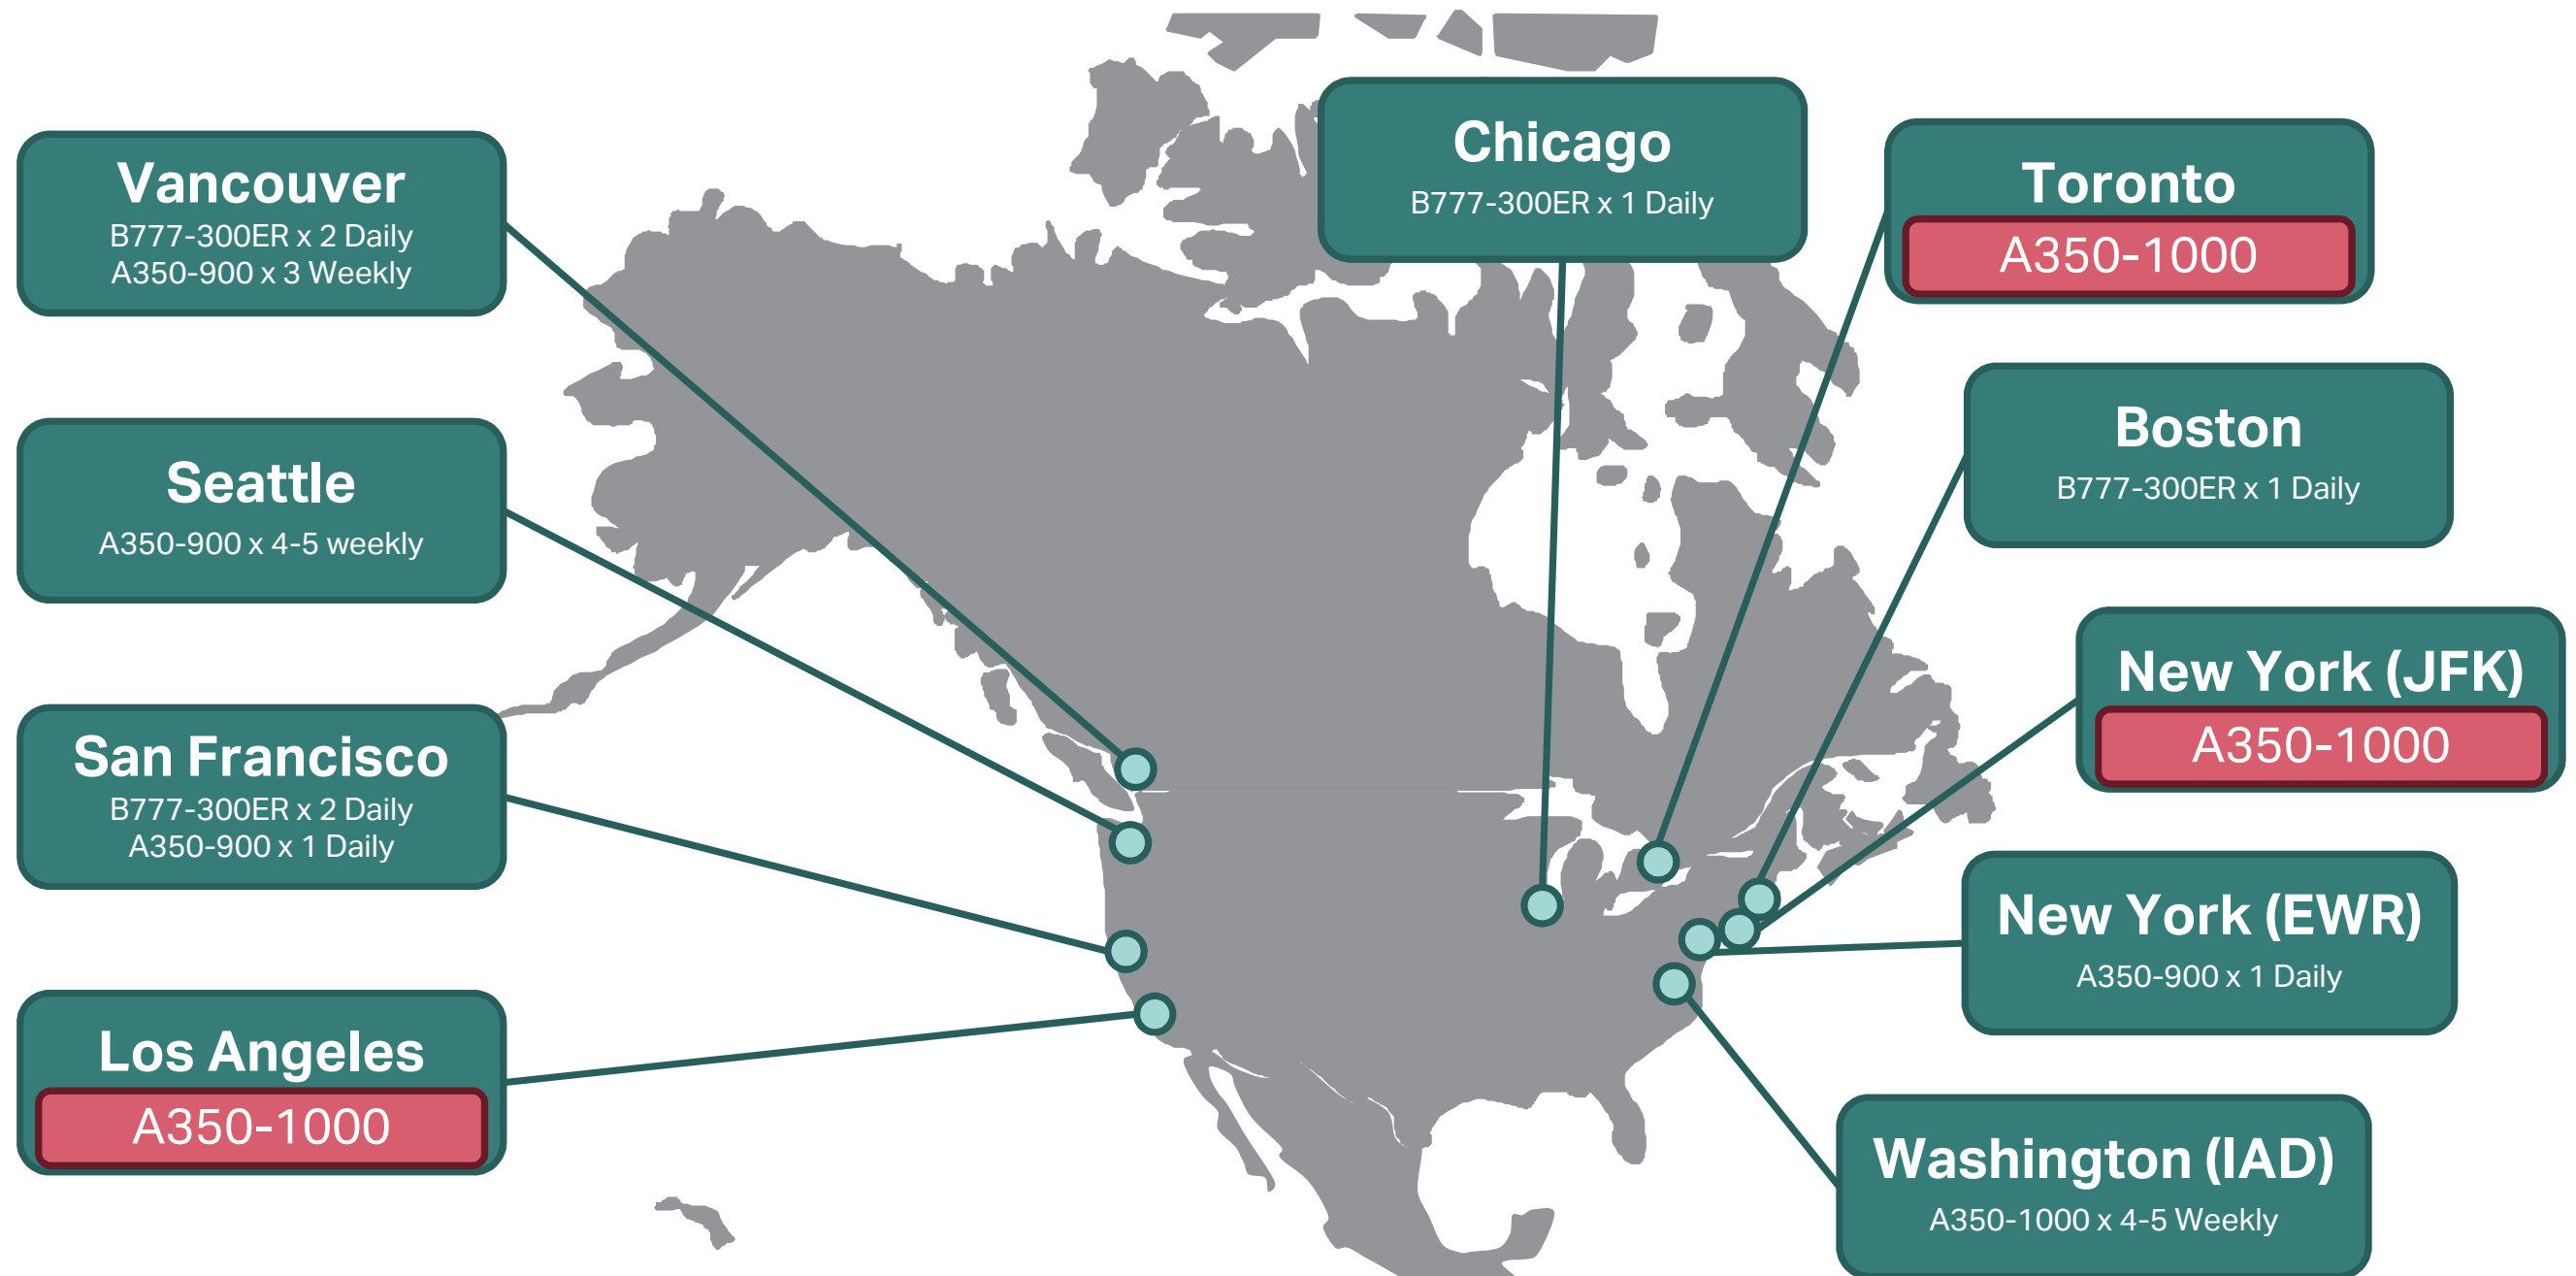 Vancouver
B777-300ER x 2 Daily
A350-900 x 3 Weekly
Seattle
A350-900 x 4-5 weekly
San Francisco
B777-300ER x 2 Daily
A350-900 x 1 Daily
Los Angeles
A350-1000
Chicago
B777-300ER x 1 Daily
Toronto
A350-1000
Boston
B777-300ER x 1 Daily
New York (JFK)
A350-1000
New York (EWR)
A350-900 x 1 Daily
Washington (IAD)
A350-1000 x 4-5 Weekly